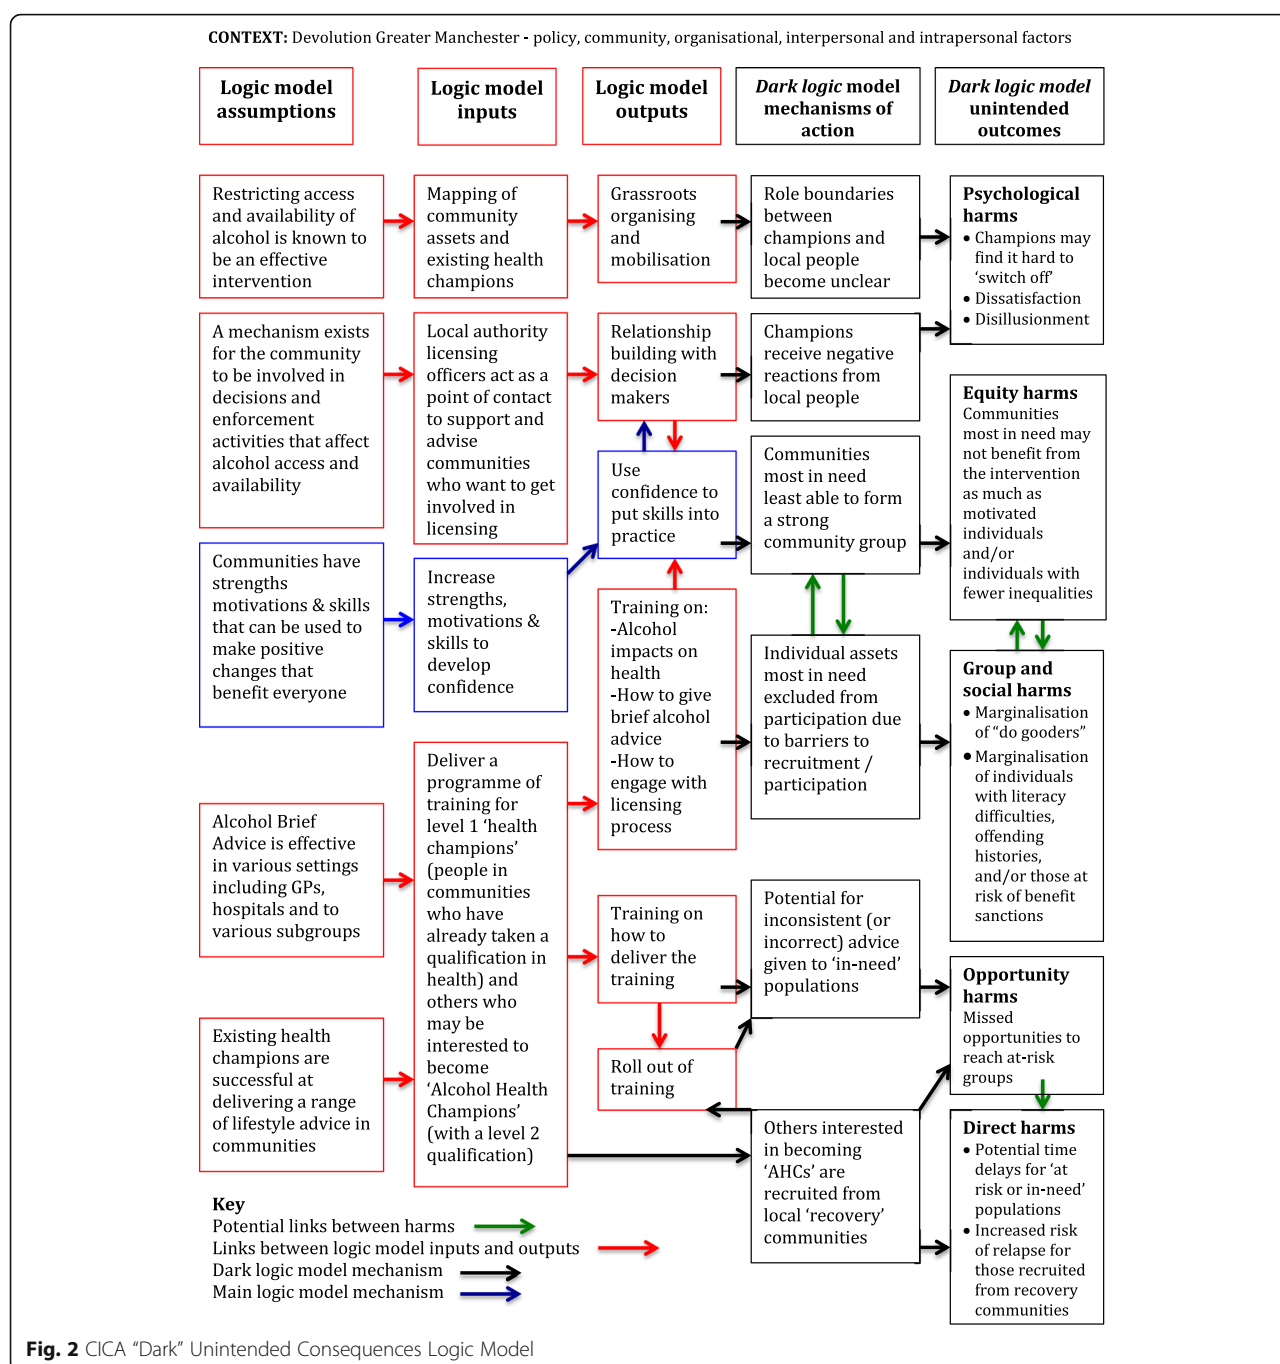 CONTEXT: Devolution Greater Manchester - policy, community, organisational, interpersonal and intrapersonal factors
Logic model
assumptions
Logic model
inputs
Logic model
outputs
Dark logic model
mechanisms of
action
Dark logic model
unintended
outcomes
Restricting access
and availability of
alcohol is known to
be an effective
intervention
Mapping of
community
assets and
existing health
champions
Grassroots
organising
and
mobilisation
Role boundaries
between
champions and
local people
become unclear
Psychological
harms
• Champions may
find it hard to
‘switch off’
• Dissatisfaction
• Disillusionment
A mechanism exists
for the community
to be involved in
decisions and
enforcement
activities that affect
alcohol access and
availability
Local authority
licensing
officers act as a
point of contact
to support and
advise
communities
who want to get
involved in
licensing
Relationship
building with
decision
makers
Champions
receive negative
reactions from
local people
Equity harms
Communities
most in need may
not benefit from
the intervention
as much as
motivated
individuals
and/or
individuals with
fewer inequalities
Use
confidence to
put skills into
practice
Communities
most in need
least able to form
a strong
community group
Communities have
strengths
motivations & skills
that can be used to
make positive
changes that
benefit everyone
Increase
strengths,
motivations &
skills to
develop
confidence
Training on:
-Alcohol
impacts on
health
-How to give
brief alcohol
advice
-How to
engage with
licensing
process
Individual assets
most in need
excluded from
participation due
to barriers to
recruitment /
participation
Group and
social harms
• Marginalisation
of “do gooders”
• Marginalisation
of individuals
with literacy
difficulties,
offending
histories,
and/or those at
risk of benefit
sanctions
Alcohol Brief
Advice is effective
in various settings
including GPs,
hospitals and to
various subgroups
Deliver a
programme of
training for
level 1 ‘health
champions’
(people in
communities
who have
already taken a
qualification in
health) and
others who
may be
interested to
become
‘Alcohol Health
Champions’
(with a level 2
qualification)
Training on
how to
deliver the
training
Potential for
inconsistent (or
incorrect) advice
given to ‘in-need’
populations
Opportunity
harms
Missed
opportunities to
reach at-risk
groups
Existing health
champions are
successful at
delivering a range
of lifestyle advice in
communities
Roll out of
training
Others interested
in becoming
‘AHCs’ are
recruited from
local ‘recovery’
communities
Direct harms
• Potential time
delays for ‘at
risk or in-need’
populations
• Increased risk
of relapse for
those recruited
from recovery
communities
Key
Potential links between harms
Links between logic model inputs and outputs
Dark logic model mechanism
Main logic model mechanism
Fig. 2 CICA “Dark” Unintended Consequences Logic Model